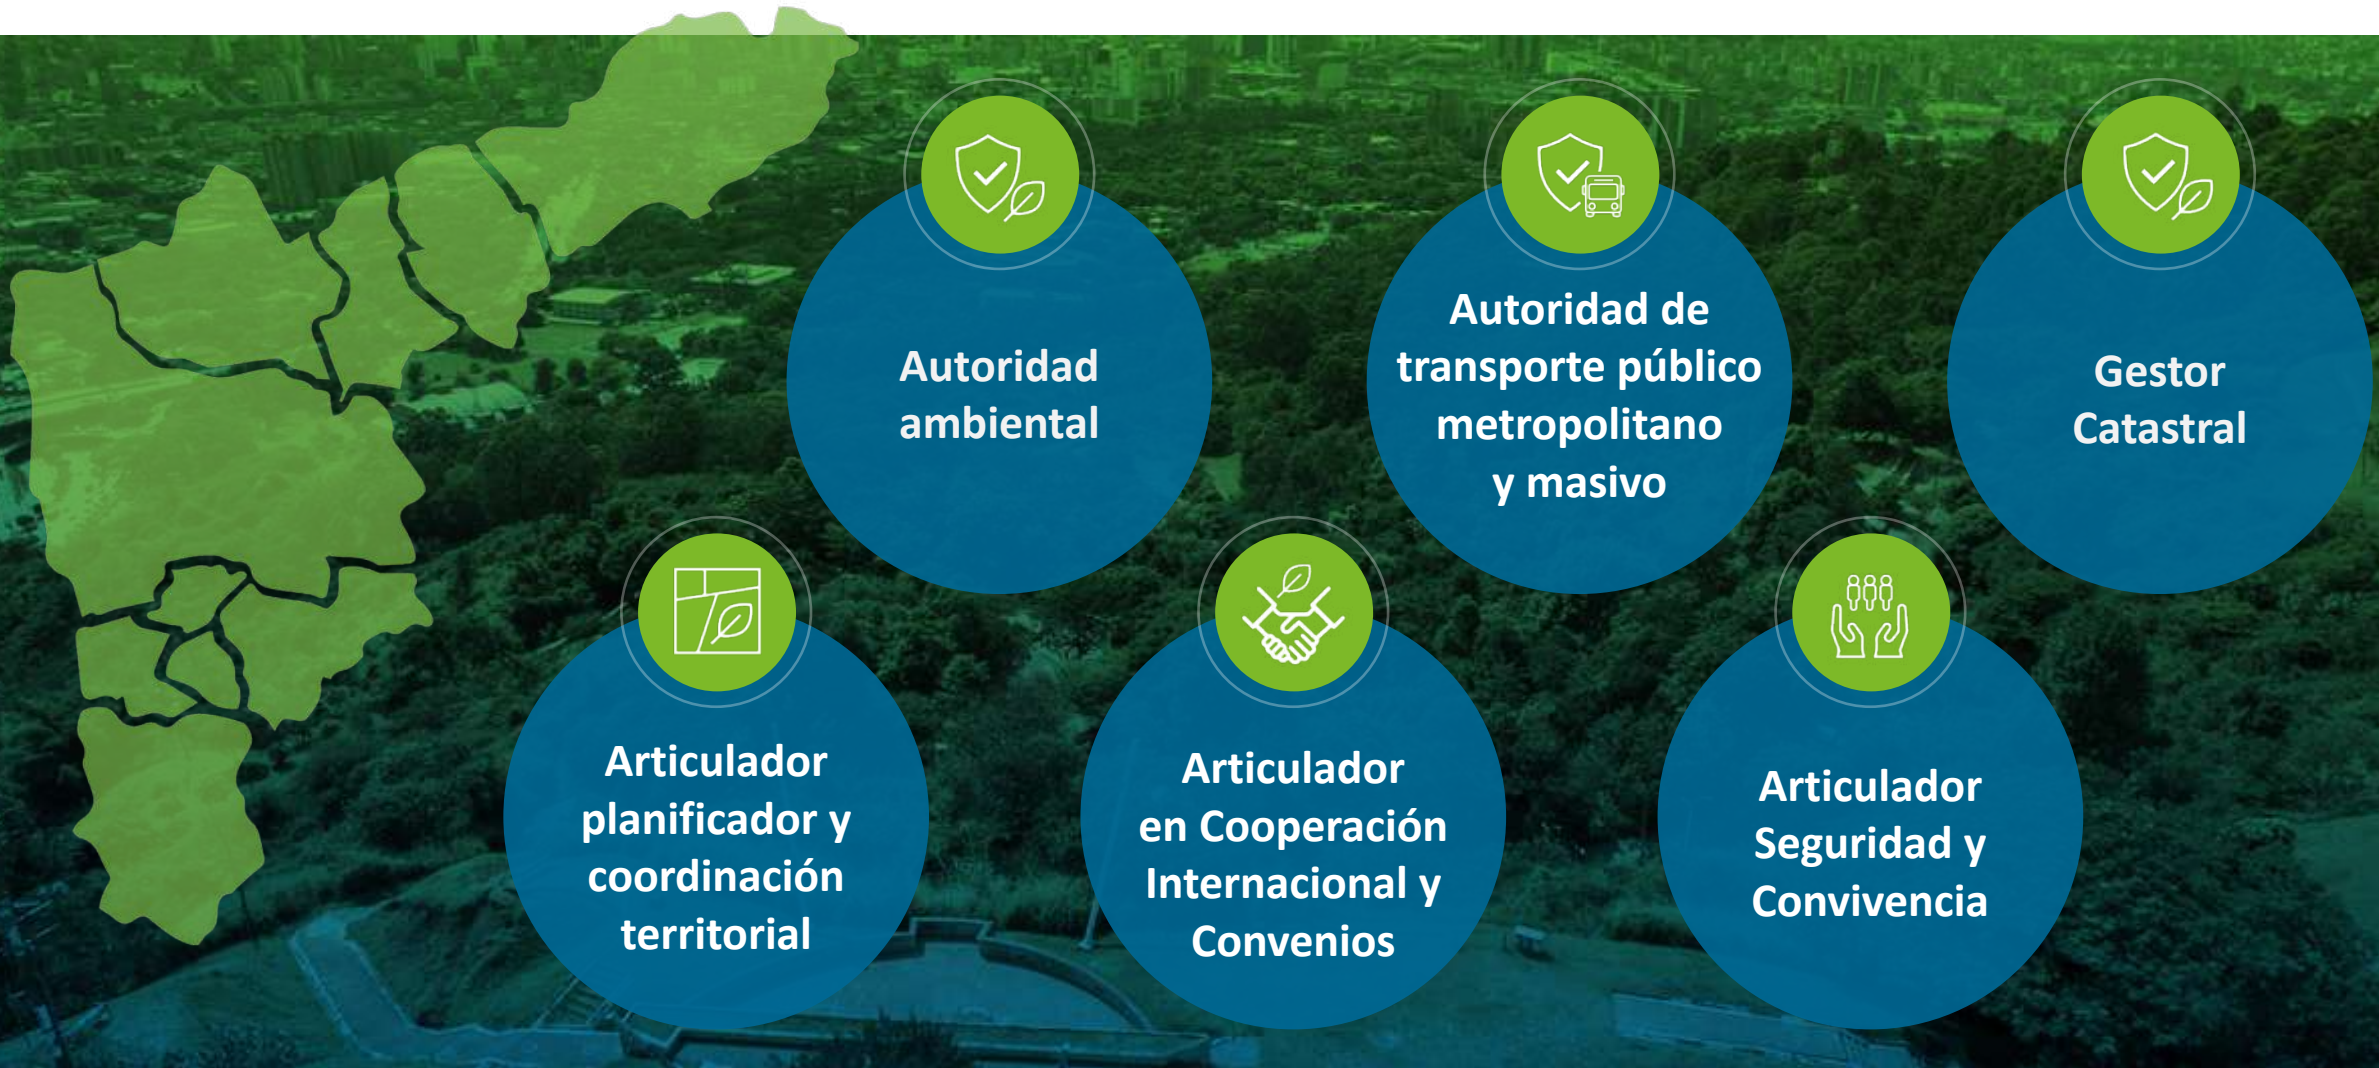 Autoridad
ambiental
Autoridad de
transporte público
metropolitano
y masivo
Gestor
Catastral
Articulador
planificador y
coordinación
territorial
Articulador
en Cooperación
Internacional y
Convenios
Articulador
Seguridad y
Convivencia